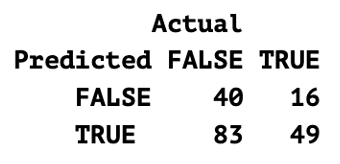 Actual
Predicted FALSE TRUE
FALSE 40 16
TRUE 83 49